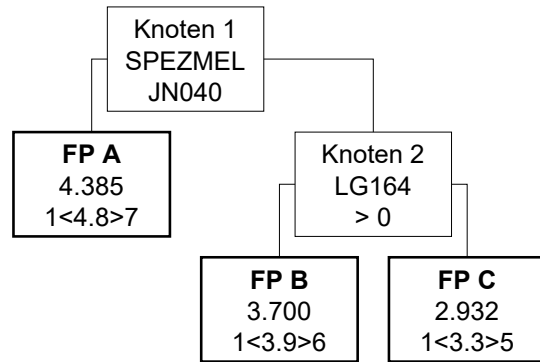 Knoten 1
SPEZMEL
JN040
FP A
4.385
1<4.8>7
Knoten 2
LG164
> 0
FP B
3.700
1<3.9>6
FP C
2.932
1<3.3>5